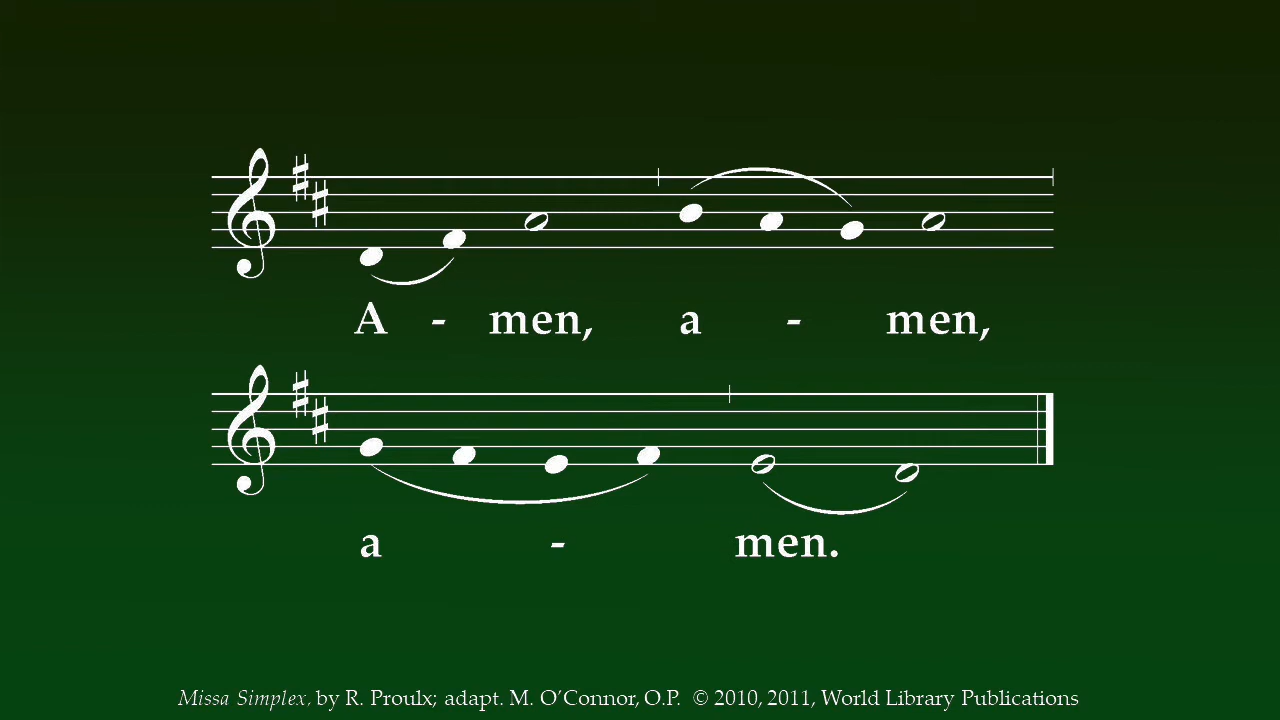 A - men, a - men,
a - men.
Missa Simplex, by R. Proulx; adapt. M. O'Connor, O.P. © 2010, 2011, World Library Publications